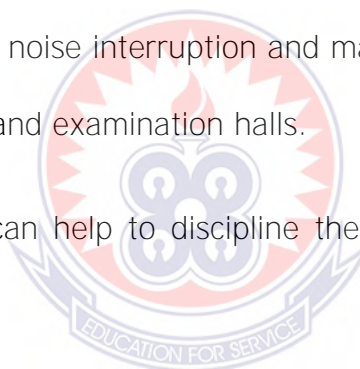 noise interruption and ma
and examination halls.
can help to discipline the
EDUCATION FOR SERVICE